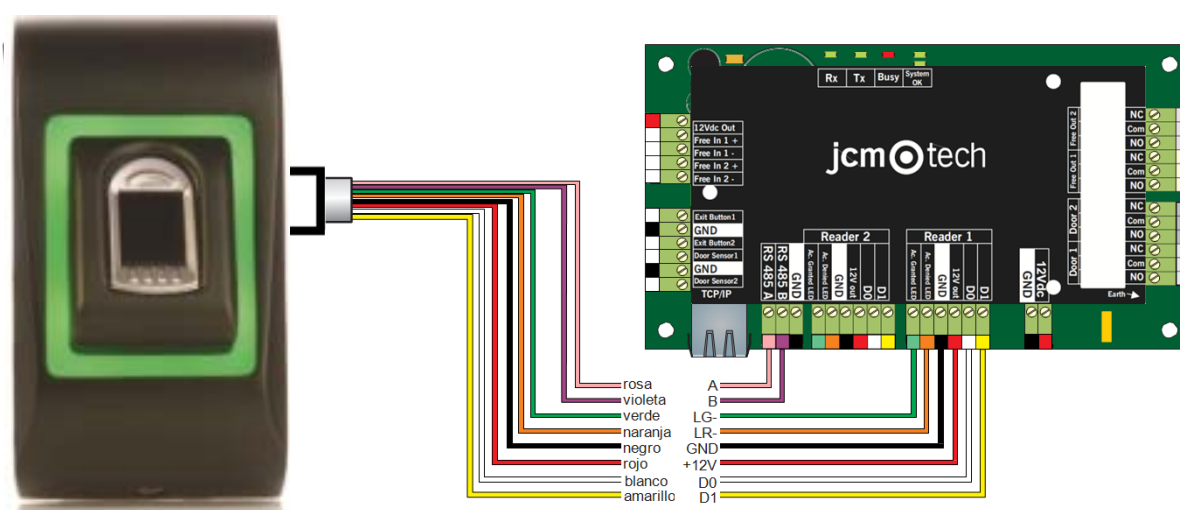 Rx Tx Busy System OK
12Vdc Out
Free In 1 +
Free In 1 -
Free In 2 +
Free In 2 -
jcm tech
Free Out 2
Free Out 1
Door 2
Door 1
NC
Com
NO
NC
Com
NO
NC
Com
NO
NC
Com
NO
Earth
Exit Button1
GND
Exit Button2
Door Sensor1
GND
Door Sensor2
TCP/IP
RS 485 A
RS 485 B
GND
Reader 2
Ac. Granted LED
Ac. Denied LED
GND
12V out
D0
D1
Reader 1
Ac. Granted LED
Ac. Denied LED
GND
12V out
D0
D1
GND
12Vdc
rosa A
violeta B
verde LG-
naranja LR-
negro GND
rojo +12V
blanco D0
amarillo D1